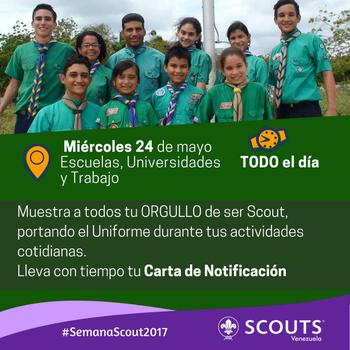 Miércoles 24 de mayo
Escuelas, Universidades
y Trabajo
TODO el día
Muestra a todos tu ORGULLO de ser Scout,
portando el Uniforme durante tus actividades
cotidianas.
Lleva con tiempo tu Carta de Notificación
#SemanaScout2017
SCOUTS
Venezuela